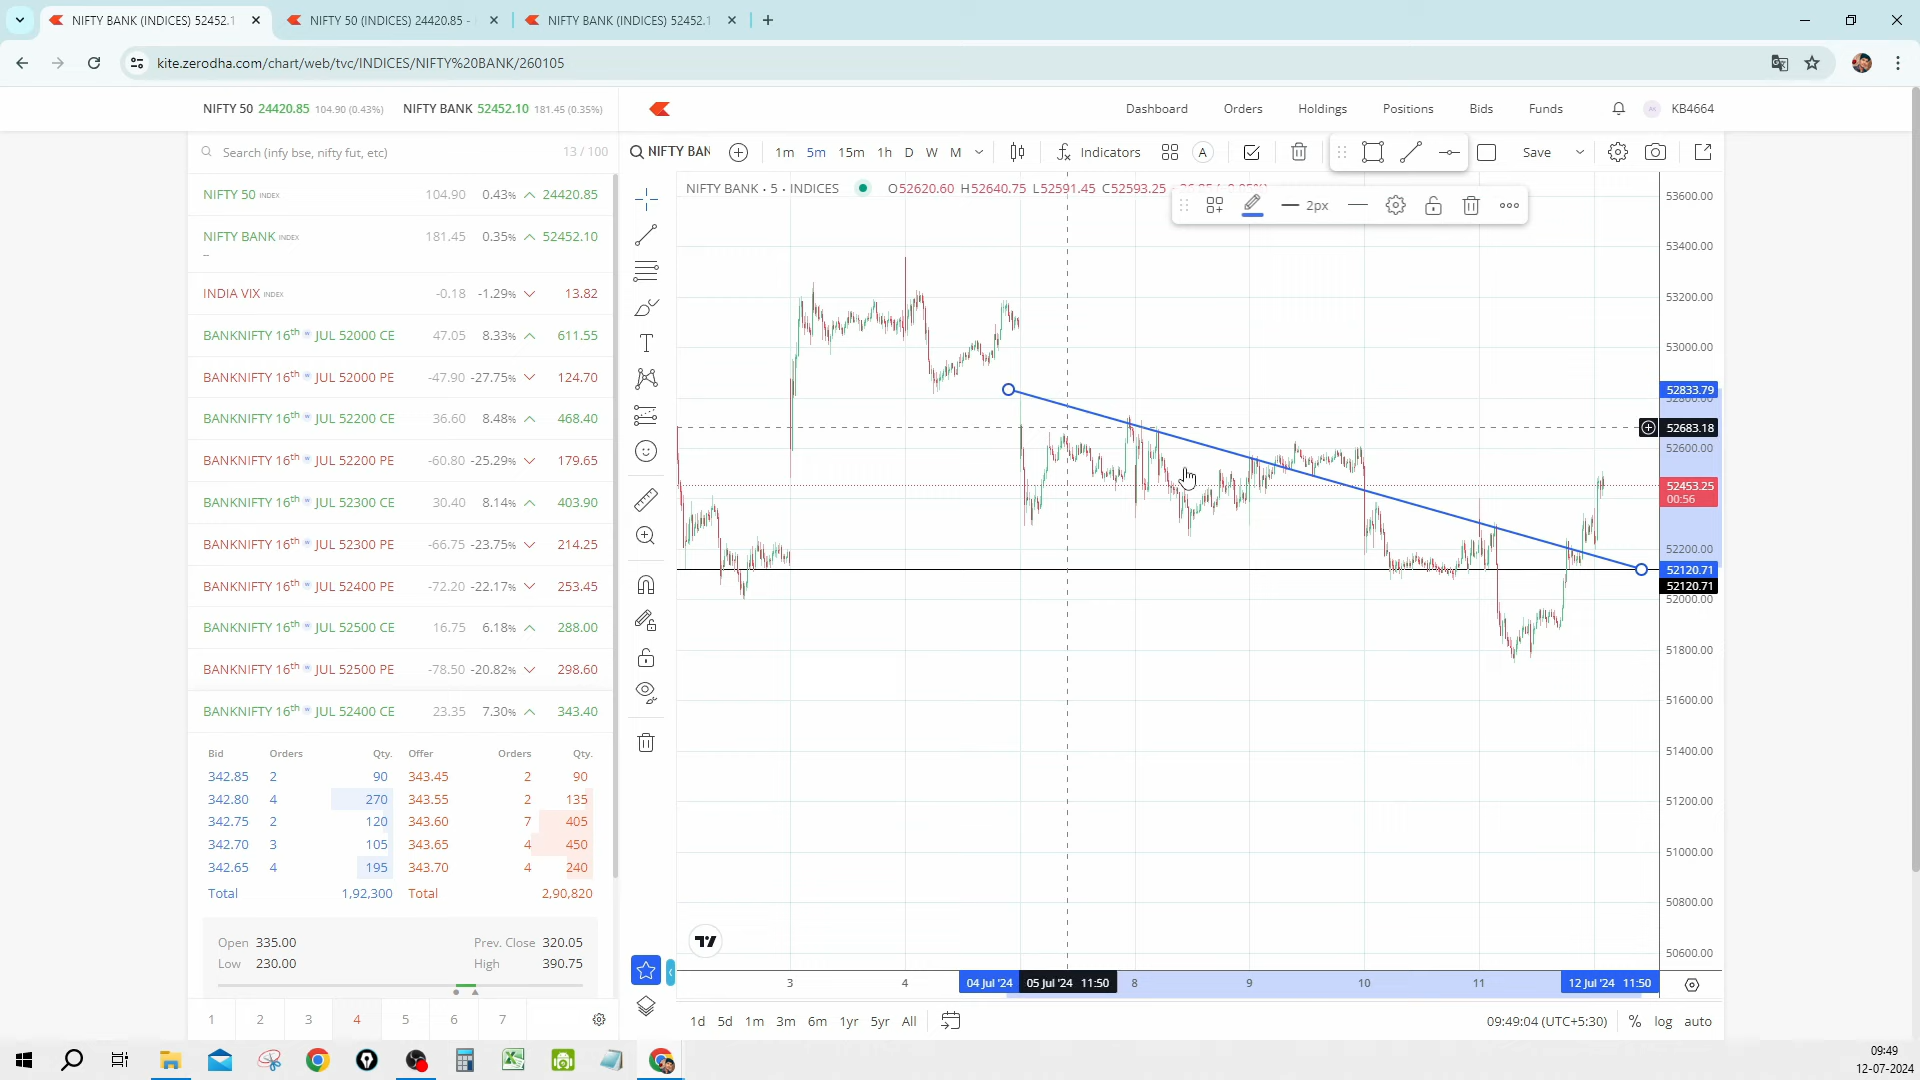 NIFTY BANK (INDICES) 52452.1
NIFTY 50 (INDICES) 24420.85 -
NIFTY BANK (INDICES) 52452.1
kite.zerodha.com/chart/web/tvc/INDICES/NIFTY%20BANK/260105
NIFTY 50 24420.85 104.90 (0.43%) NIFTY BANK 52452.10 181.45 (0.35%)
Dashboard Orders Holdings Positions Bids Funds KB4664
Search (infy bse, nifty fut, etc) 13 / 100
NIFTY BAN 1m 5m 15m 1h D W M Indicators A Save
NIFTY 50 INDEX 104.90 0.43% 24420.85
NIFTY BANK INDEX 181.45 0.35% 52452.10
INDIA VIX INDEX -0.18 -1.29% 13.82
BANKNIFTY 16th w JUL 52000 CE 47.05 8.33% 611.55
BANKNIFTY 16th w JUL 52000 PE -47.90 -27.75% 124.70
BANKNIFTY 16th w JUL 52200 CE 36.60 8.48% 468.40
BANKNIFTY 16th w JUL 52200 PE -60.80 -25.29% 179.65
BANKNIFTY 16th w JUL 52300 CE 30.40 8.14% 403.90
BANKNIFTY 16th w JUL 52300 PE -66.75 -23.75% 214.25
BANKNIFTY 16th w JUL 52400 PE -72.20 -22.17% 253.45
BANKNIFTY 16th w JUL 52500 CE 16.75 6.18% 288.00
BANKNIFTY 16th w JUL 52500 PE -78.50 -20.82% 298.60
BANKNIFTY 16th w JUL 52400 CE 23.35 7.30% 343.40
Bid Orders Qty. Offer Orders Qty.
342.85 2 90 343.45 2 90
342.80 4 270 343.55 2 135
342.75 2 120 343.60 7 405
342.70 3 105 343.65 4 450
342.65 4 195 343.70 4 240
Total 1,92,300 Total 2,90,820
Open 335.00 Prev. Close 320.05
Low 230.00 High 390.75
1 2 3 4 5 6 7
NIFTY BANK · 5 · INDICES O52620.60 H52640.75 L52591.45 C52593.25
2px
53600.00
53400.00
53200.00
53000.00
52833.79
52683.18
52600.00
52453.25
00:56
52200.00
52120.71
52120.71
52000.00
51800.00
51600.00
51400.00
51200.00
51000.00
50800.00
50600.00
3 4 04 Jul '24 05 Jul '24 11:50 8 9 10 11 12 Jul '24 11:50
1d 5d 1m 3m 6m 1yr 5yr All
09:49:04 (UTC+5:30) % log auto
09:49
12-07-2024